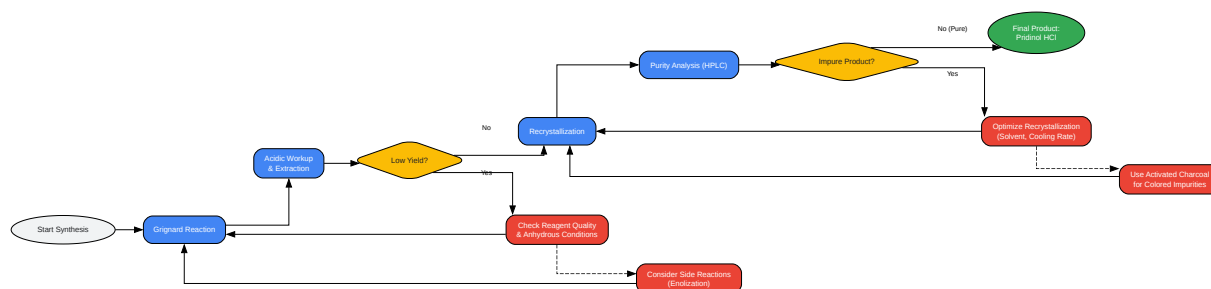 Start Synthesis
Grignard Reaction
Acidic Workup
& Extraction
Low Yield?
No
Yes
Check Reagent Quality
& Anhydrous Conditions
Consider Side Reactions
(Enolization)
Recrystallization
Purity Analysis (HPLC)
Impure Product?
No (Pure)
Yes
Final Product:
Pridinol HCl
Optimize Recrystallization
(Solvent, Cooling Rate)
Use Activated Charcoal
for Colored Impurities